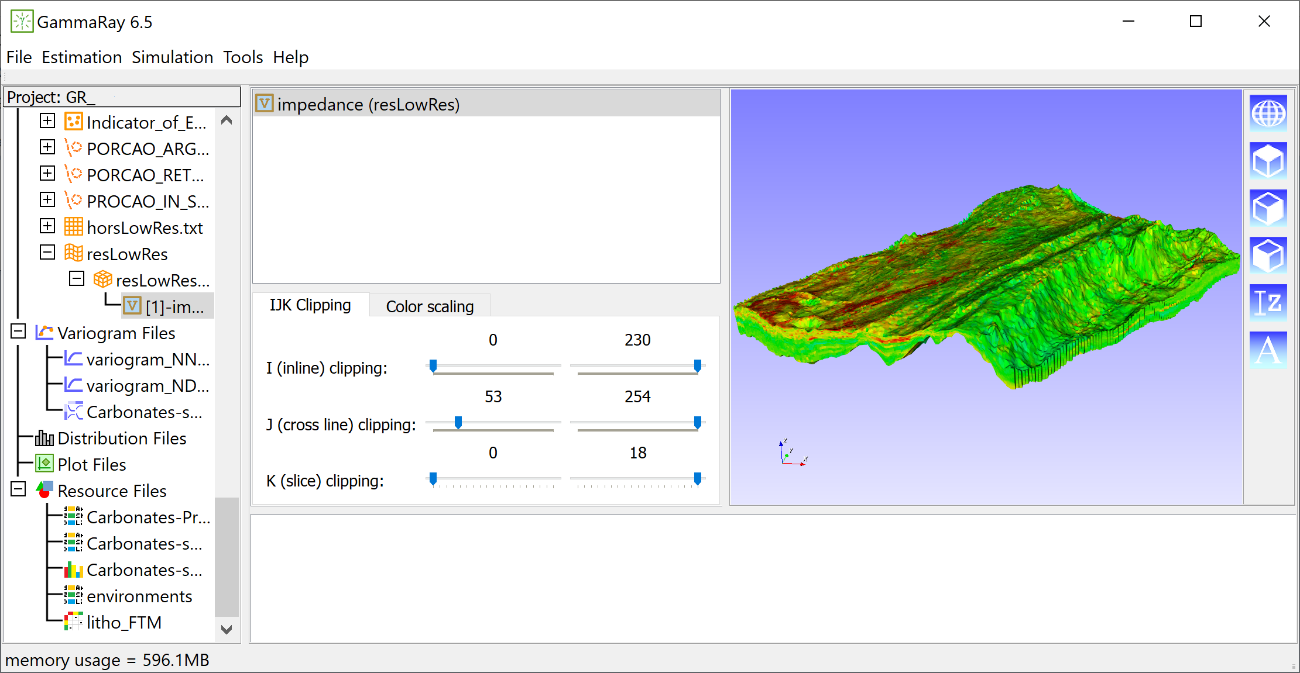 GammaRay 6.5
File Estimation Simulation Tools Help
Project: GR_
Indicator_of_E...
PORCAO_ARG...
PORCAO_RET...
PROCAO_IN_S...
horsLowRes.txt
resLowRes
resLowRes...
V [1]-im...
Variogram Files
variogram_NN...
variogram_ND...
Carbonates-s...
Distribution Files
Plot Files
Resource Files
Carbonates-Pr...
Carbonates-s...
Carbonates-s...
environments
litho_FTM
V impedance (resLowRes)
IJK Clipping Color scaling
0 230
I (inline) clipping:
53 254
J (cross line) clipping:
0 18
K (slice) clipping:
IZ
A
memory usage = 596.1MB